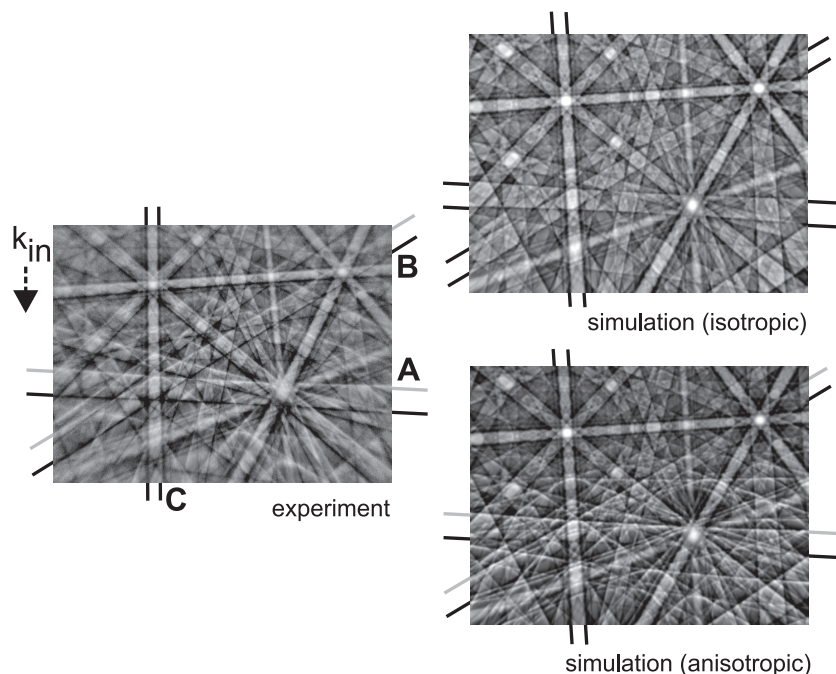 simulation (isotropic)
k_in
B
A
C
experiment
simulation (anisotropic)